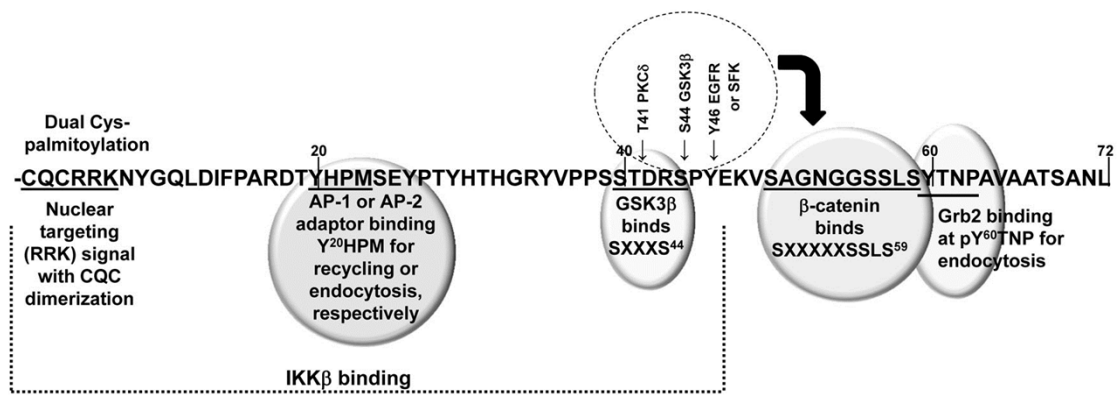 T41 PKCδ
S44 GSK3β
Y46 EGFR
or SFK
Dual Cys-
palmitoylation
20
40
60
72
-CQCRRKNYGQLDIFPARDTYHPMSEYPTYHTHGRYVPPSSTDRSPYEKVSAGNGGSSLSYTNPAVAATSANL
Nuclear
targeting
(RRK) signal
with CQC
dimerization
AP-1 or AP-2
adaptor binding
Y²⁰HPM for
recycling or
endocytosis,
respectively
GSK3β
binds
SXXXS⁴⁴
β-catenin
binds
SXXXXXSSLS⁵⁹
Grb2 binding
at pY⁶⁰TNP for
endocytosis
IKKβ binding